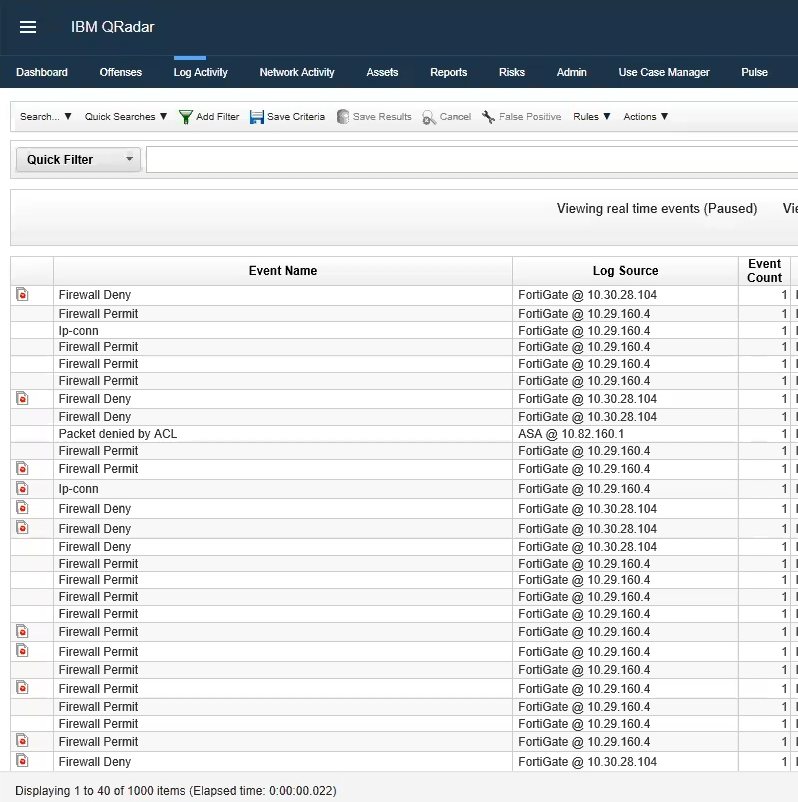 IBM QRadar
Dashboard Offenses Log Activity Network Activity Assets Reports Risks Admin Use Case Manager Pulse
Search... ▼ Quick Searches ▼ Add Filter Save Criteria Save Results Cancel False Positive Rules ▼ Actions ▼
Quick Filter
Viewing real time events (Paused)
Event Name Log Source Event Count
Firewall Deny FortiGate @ 10.30.28.104 1
Firewall Permit FortiGate @ 10.29.160.4 1
Ip-conn FortiGate @ 10.29.160.4 1
Firewall Permit FortiGate @ 10.29.160.4 1
Firewall Permit FortiGate @ 10.29.160.4 1
Firewall Permit FortiGate @ 10.29.160.4 1
Firewall Deny FortiGate @ 10.30.28.104 1
Firewall Deny FortiGate @ 10.30.28.104 1
Packet denied by ACL ASA @ 10.82.160.1 1
Firewall Permit FortiGate @ 10.29.160.4 1
Firewall Permit FortiGate @ 10.29.160.4 1
Ip-conn FortiGate @ 10.29.160.4 1
Firewall Deny FortiGate @ 10.30.28.104 1
Firewall Deny FortiGate @ 10.30.28.104 1
Firewall Deny FortiGate @ 10.30.28.104 1
Firewall Permit FortiGate @ 10.29.160.4 1
Firewall Permit FortiGate @ 10.29.160.4 1
Firewall Permit FortiGate @ 10.29.160.4 1
Firewall Permit FortiGate @ 10.29.160.4 1
Firewall Permit FortiGate @ 10.29.160.4 1
Firewall Permit FortiGate @ 10.29.160.4 1
Firewall Permit FortiGate @ 10.29.160.4 1
Firewall Permit FortiGate @ 10.29.160.4 1
Firewall Permit FortiGate @ 10.29.160.4 1
Firewall Permit FortiGate @ 10.29.160.4 1
Firewall Permit FortiGate @ 10.29.160.4 1
Firewall Deny FortiGate @ 10.30.28.104 1
Displaying 1 to 40 of 1000 items (Elapsed time: 0:00:00.022)